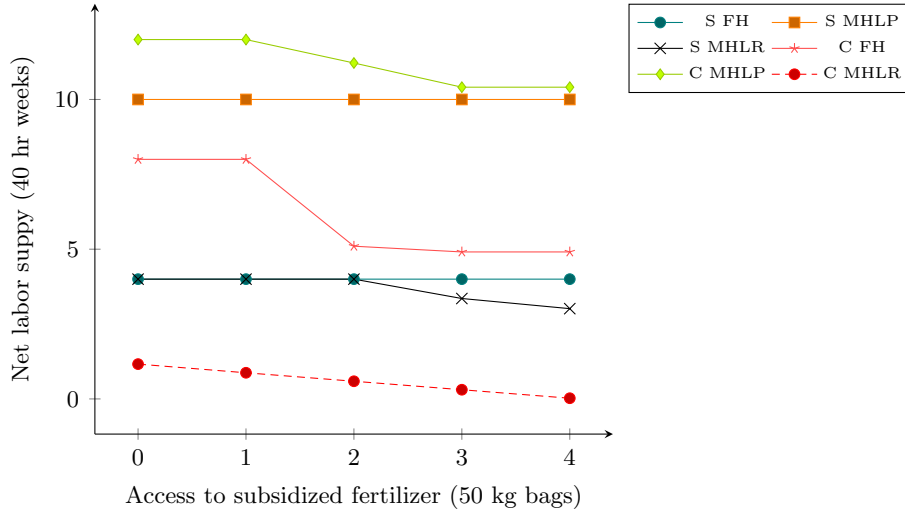 S FH S MHLP
S MHLR C FH
C MHLP C MHLR
10
5
0
Net labor suppy (40 hr weeks)
0 1 2 3 4
Access to subsidized fertilizer (50 kg bags)